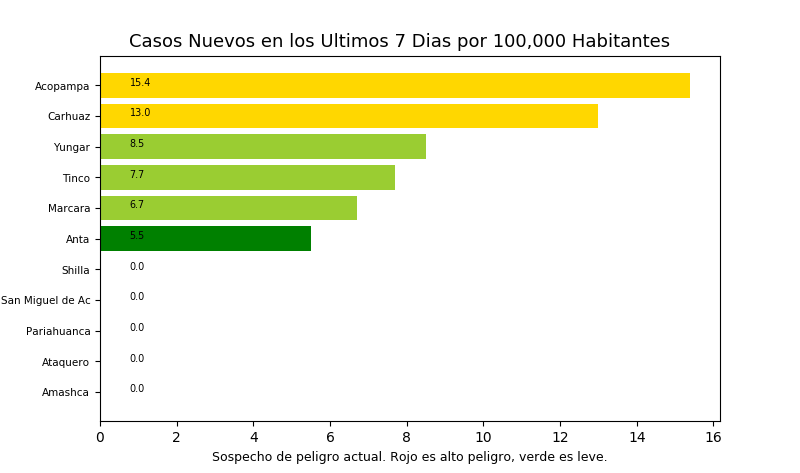 Casos Nuevos en los Ultimos 7 Dias por 100,000 Habitantes
Acopampa 15.4
Carhuaz 13.0
Yungar 8.5
Tinco 7.7
Marcara 6.7
Anta 5.5
Shilla 0.0
San Miguel de Ac 0.0
Pariahuanca 0.0
Ataquero 0.0
Amashca 0.0
0 2 4 6 8 10 12 14 16
Sospecho de peligro actual. Rojo es alto peligro, verde es leve.